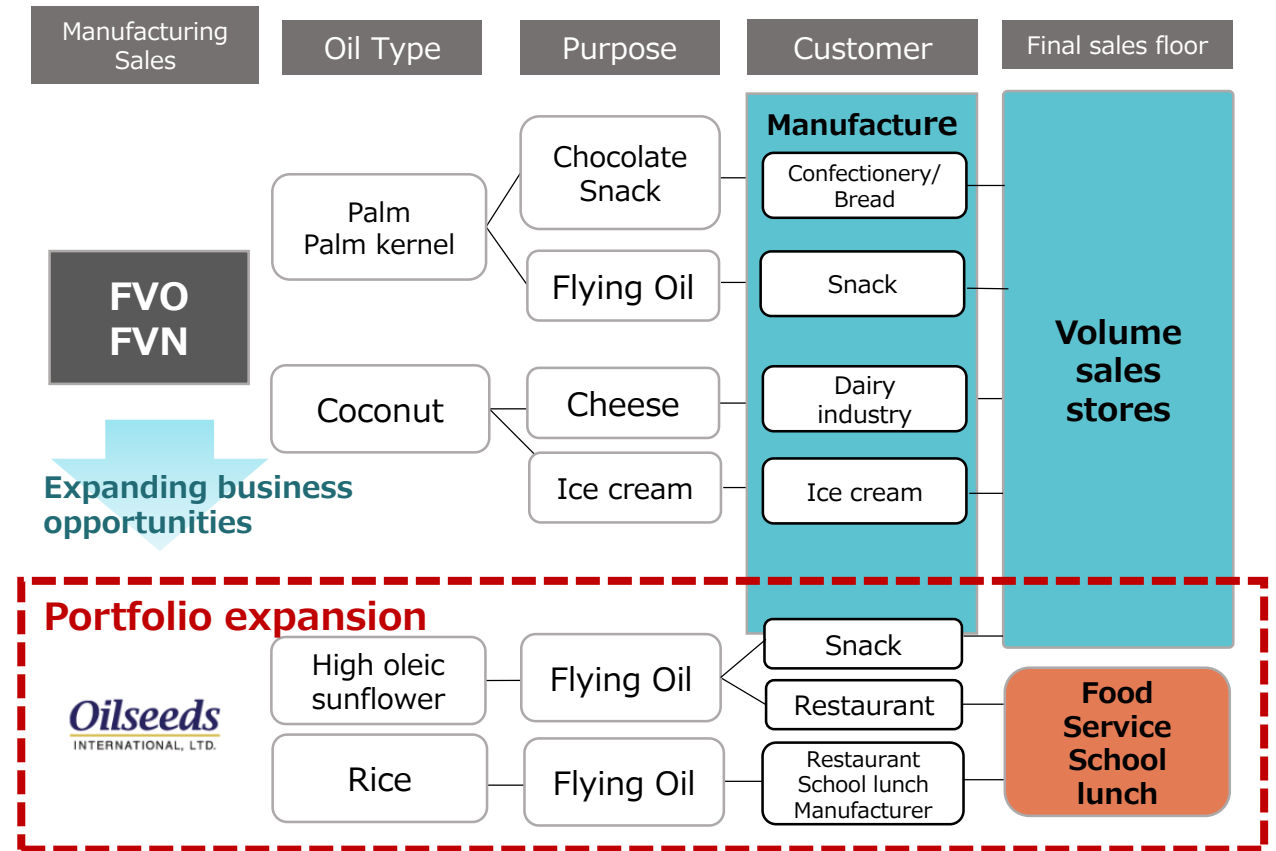 Manufacturing
Sales
Oil Type
Purpose
Customer
Final sales floor
FVO
FVN
Palm
Palm kernel
Chocolate
Snack
Flying Oil
Manufacture
Confectionery/
Bread
Snack
Volume
sales
stores
Coconut
Cheese
Ice cream
Dairy
industry
Ice cream
Expanding business
opportunities
Portfolio expansion
Oilseeds
INTERNATIONAL, LTD.
High oleic
sunflower
Flying Oil
Snack
Restaurant
Rice
Flying Oil
Restaurant
School lunch
Manufacturer
Food
Service
School
lunch